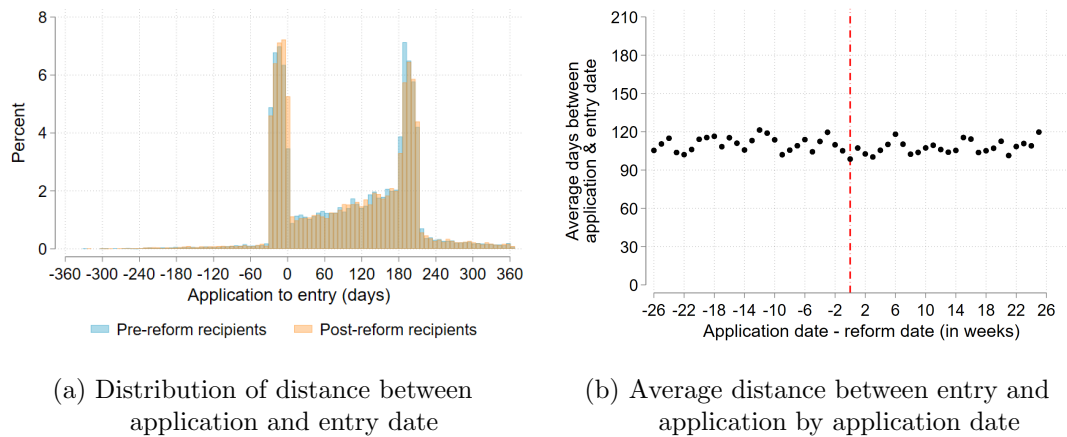 8
6
4
2
0
Percent
-360 -300 -240 -180 -120 -60 0 60 120 180 240 300 360
Application to entry (days)
Pre-reform recipients Post-reform recipients
(a) Distribution of distance between
application and entry date
210
180
150
120
90
60
30
0
Average days between
application & entry date
-26 -22 -18 -14 -10 -6 -2 2 6 10 14 18 22 26
Application date - reform date (in weeks)
(b) Average distance between entry and
application by application date